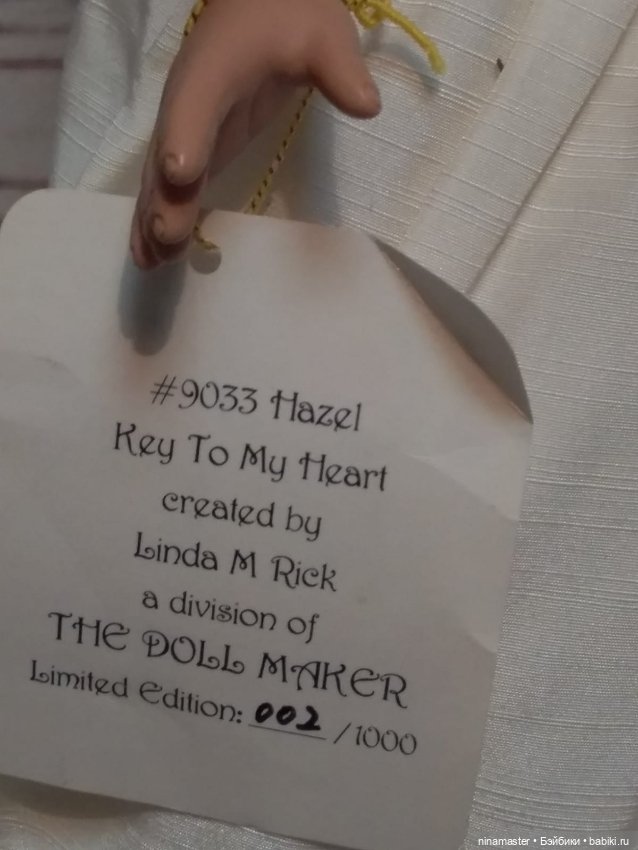 #9033 Hazel
Key To My Heart
created by
Linda M Rick
a division of
THE DOLL MAKER
Limited Edition: 002 /1000
ninamaster • Бэйбики • babiki.ru